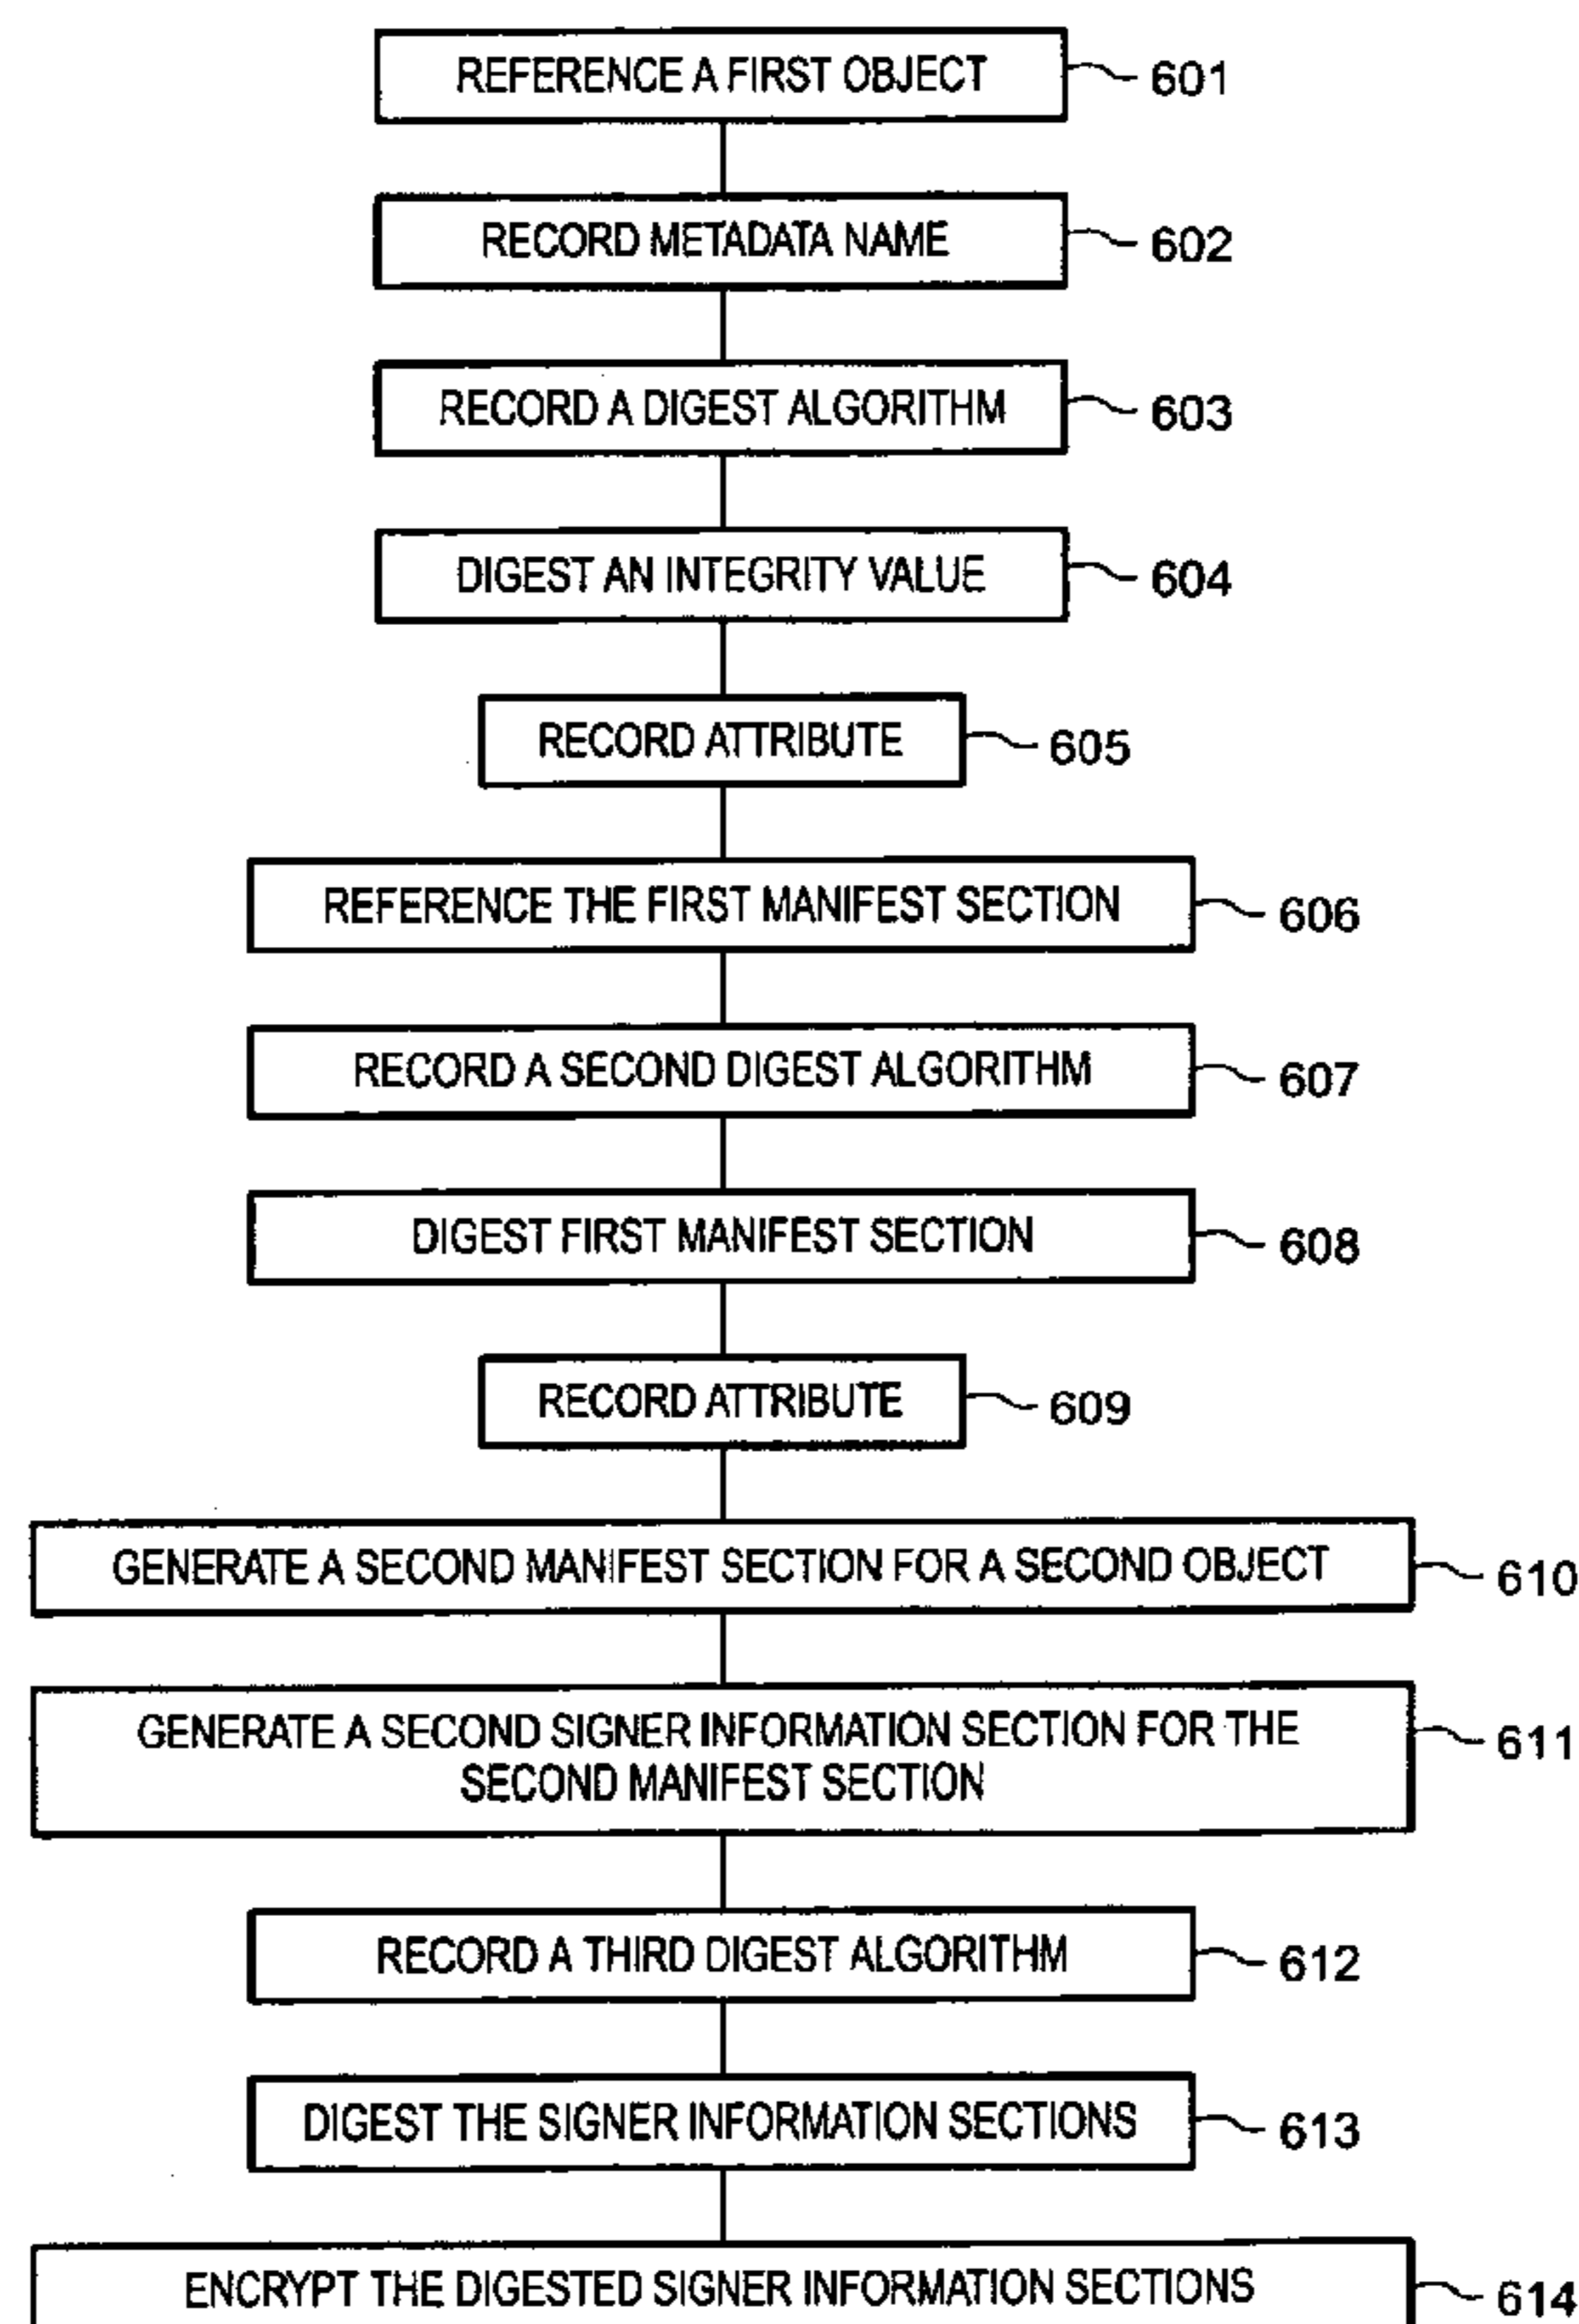 REFERENCE A FIRST OBJECT 601
RECORD METADATA NAME 602
RECORD A DIGEST ALGORITHM 603
DIGEST AN INTEGRITY VALUE 604
RECORD ATTRIBUTE 605
REFERENCE THE FIRST MANIFEST SECTION 606
RECORD A SECOND DIGEST ALGORITHM 607
DIGEST FIRST MANIFEST SECTION 608
RECORD ATTRIBUTE 609
GENERATE A SECOND MANIFEST SECTION FOR A SECOND OBJECT 610
GENERATE A SECOND SIGNER INFORMATION SECTION FOR THE 611
SECOND MANIFEST SECTION
RECORD A THIRD DIGEST ALGORITHM 612
DIGEST THE SIGNER INFORMATION SECTIONS 613
ENCRYPT THE DIGESTED SIGNER INFORMATION SECTIONS 614